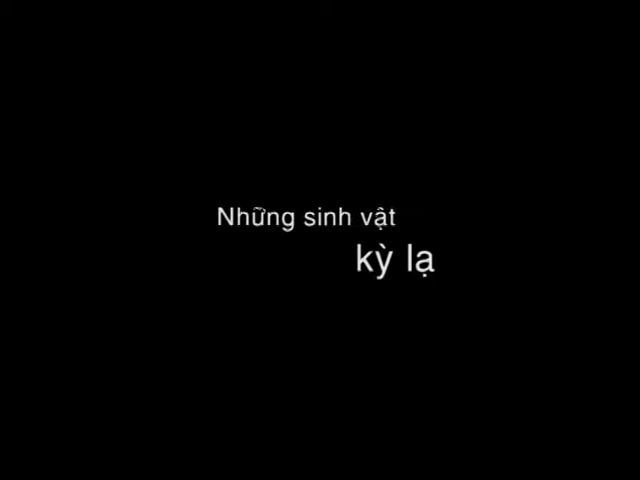 Những sinh vật
kỳ lạ